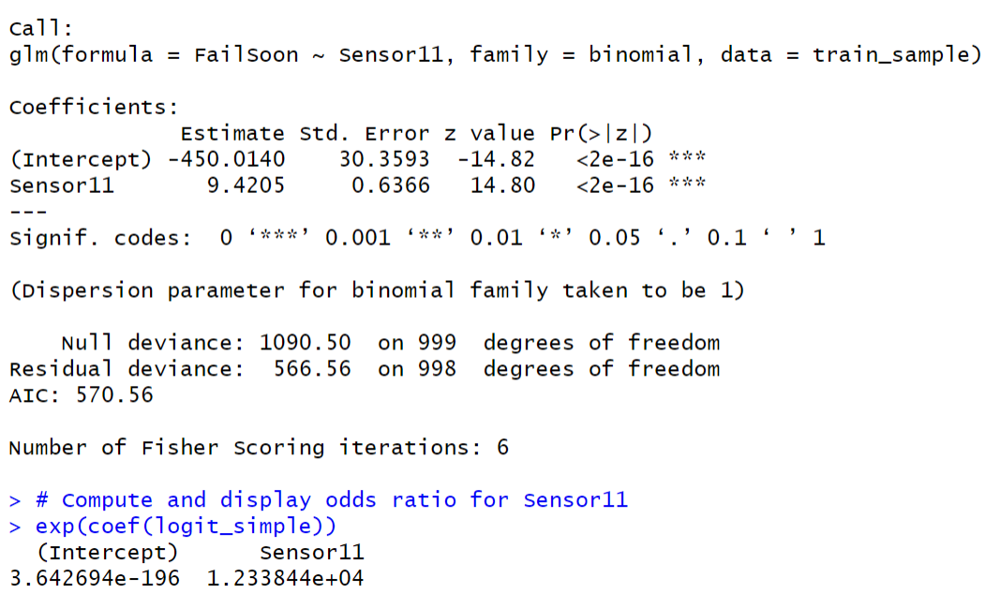 Call:
glm(formula = FailSoon ~ Sensor11, family = binomial, data = train_sample)
Coefficients:
Estimate Std. Error z value Pr(>|z|)
(Intercept) -450.0140 30.3593 -14.82 <2e-16 ***
Sensor11 9.4205 0.6366 14.80 <2e-16 ***
---
Signif. codes: 0 ‘***’ 0.001 ‘**’ 0.01 ‘*’ 0.05 ‘.’ 0.1 ‘ ’ 1
(Dispersion parameter for binomial family taken to be 1)
Null deviance: 1090.50 on 999 degrees of freedom
Residual deviance: 566.56 on 998 degrees of freedom
AIC: 570.56
Number of Fisher Scoring iterations: 6
> # Compute and display odds ratio for Sensor11
> exp(coef(logit_simple))
(Intercept) Sensor11
3.642694e-196 1.233844e+04